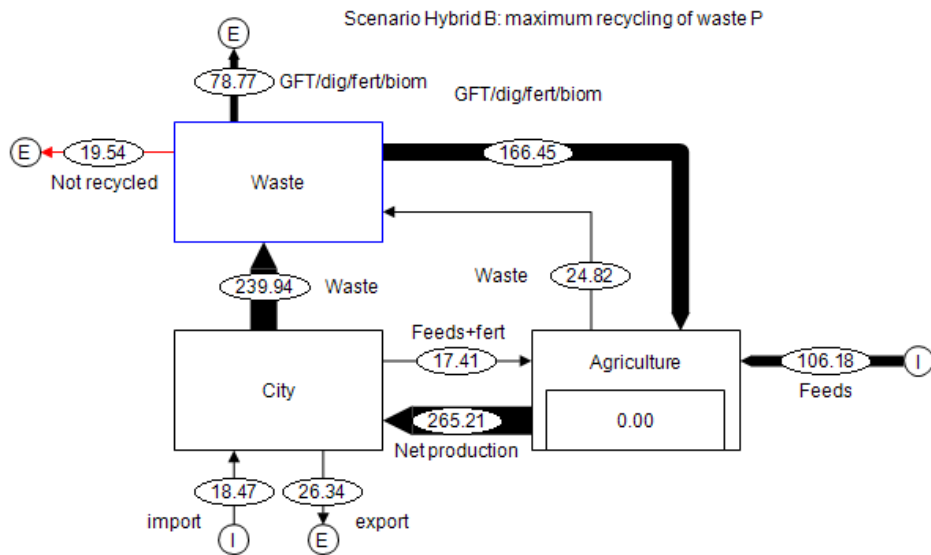 Scenario Hybrid B: maximum recycling of waste P
E
78.77
GFT/dig/fert/biom
GFT/dig/fert/biom
E
19.54
Not recycled
Waste
166.45
239.94
Waste
Waste
24.82
Feeds+fert
17.41
City
Agriculture
0.00
106.18
I
Feeds
265.21
Net production
18.47
26.34
import
I
E
export